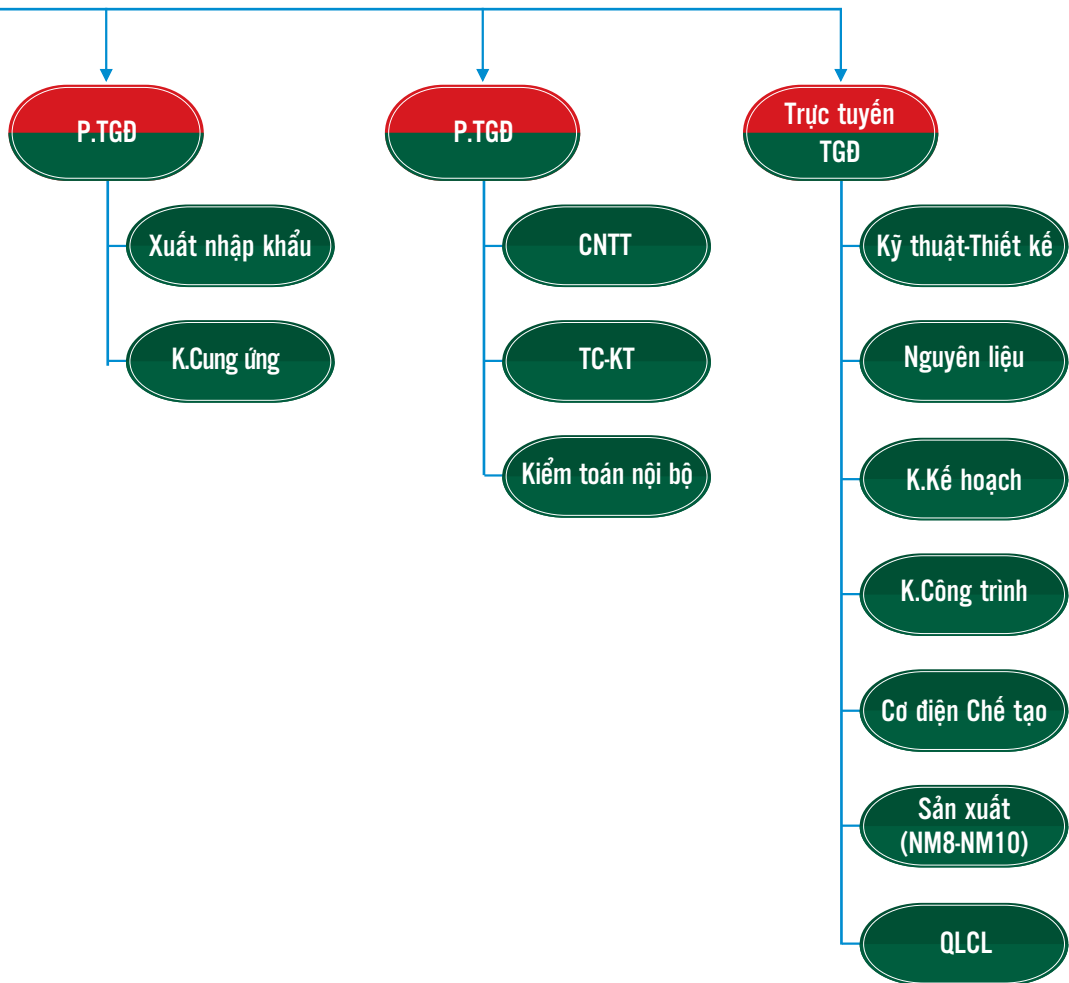 P.TGĐ
Xuất nhập khẩu
K.Cung ứng
P.TGĐ
CNTT
TC-KT
Kiểm toán nội bộ
Trực tuyến
TGĐ
Kỹ thuật-Thiết kế
Nguyên liệu
K.Kế hoạch
K.Công trình
Cơ điện Chế tạo
Sản xuất
(NM8-NM10)
QLCL